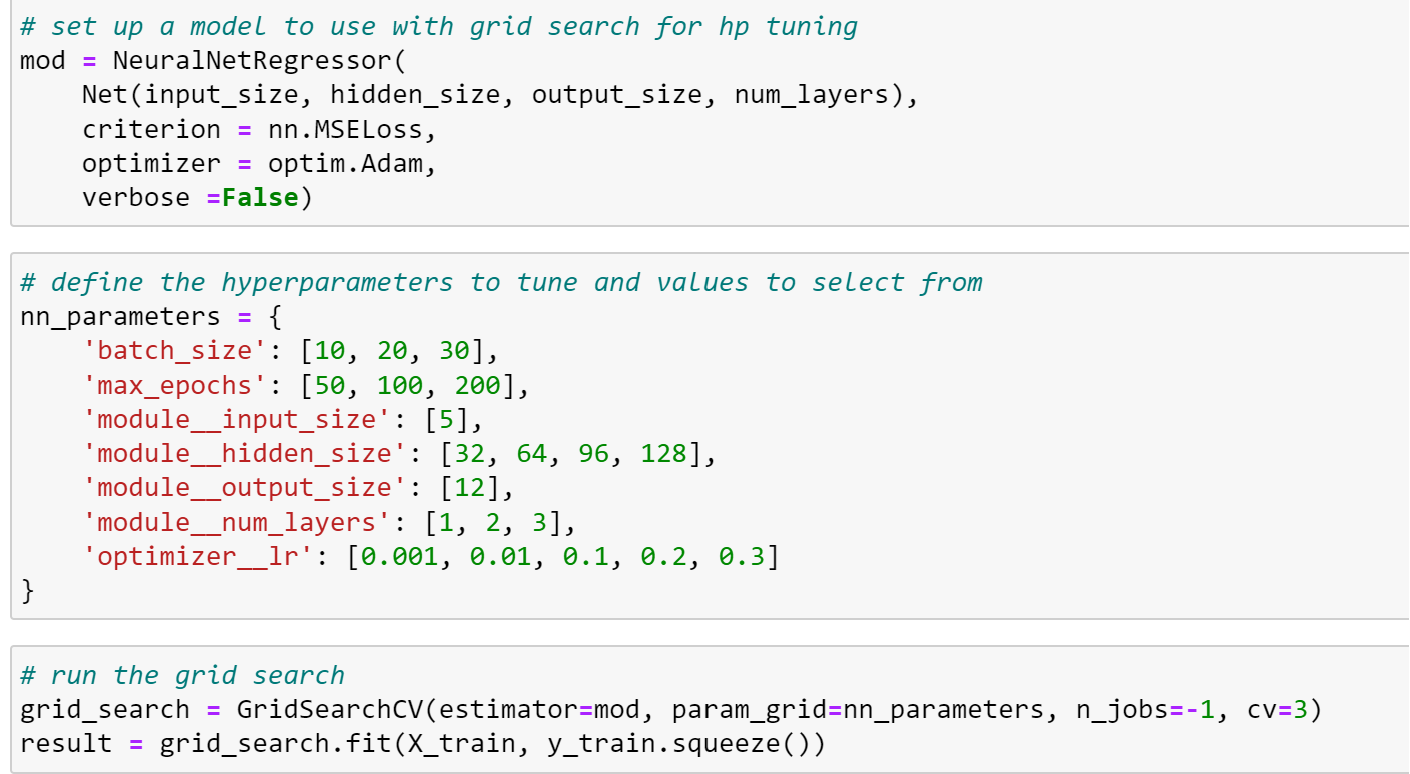 # set up a model to use with grid search for hp tuning
mod = NeuralNetRegressor(
    Net(input_size, hidden_size, output_size, num_layers),
    criterion = nn.MSELoss,
    optimizer = optim.Adam,
    verbose =False)
# define the hyperparameters to tune and values to select from
nn_parameters = {
    'batch_size': [10, 20, 30],
    'max_epochs': [50, 100, 200],
    'module__input_size': [5],
    'module__hidden_size': [32, 64, 96, 128],
    'module__output_size': [12],
    'module__num_layers': [1, 2, 3],
    'optimizer__lr': [0.001, 0.01, 0.1, 0.2, 0.3]
}
# run the grid search
grid_search = GridSearchCV(estimator=mod, param_grid=nn_parameters, n_jobs=-1, cv=3)
result = grid_search.fit(X_train, y_train.squeeze())